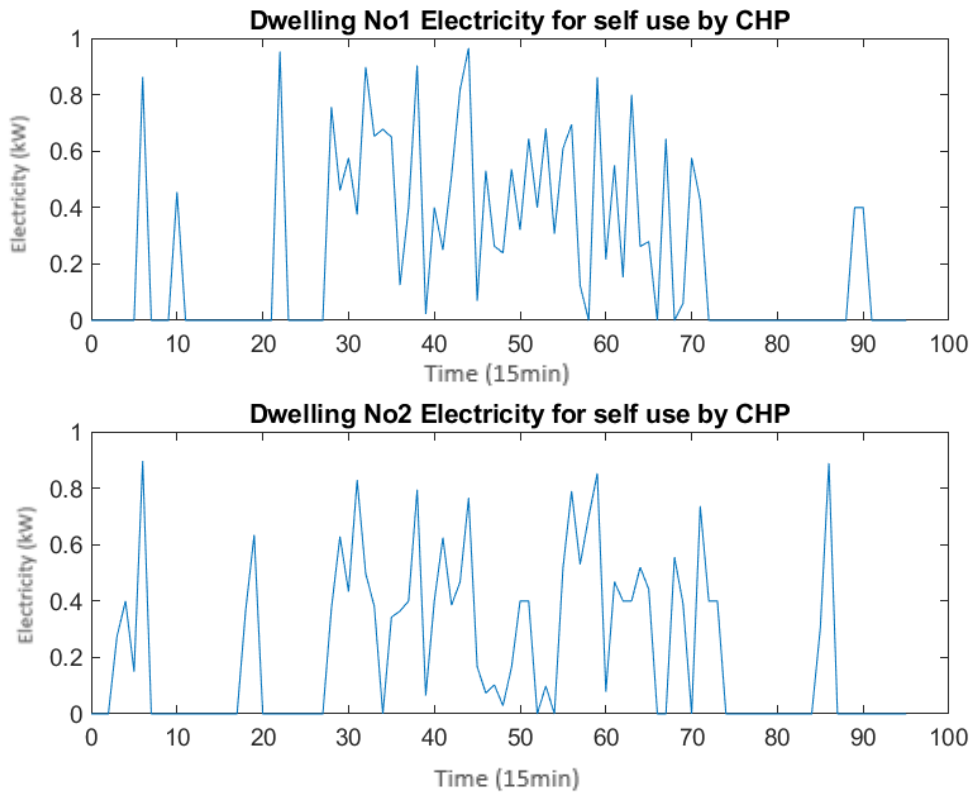 Dwelling No1 Electricity for self use by CHP
1
0.8
0.6
0.4
0.2
0
Electricity (kW)
0 10 20 30 40 50 60 70 80 90 100
Time (15min)
Dwelling No2 Electricity for self use by CHP
1
0.8
0.6
0.4
0.2
0
Electricity (kW)
0 10 20 30 40 50 60 70 80 90 100
Time (15min)